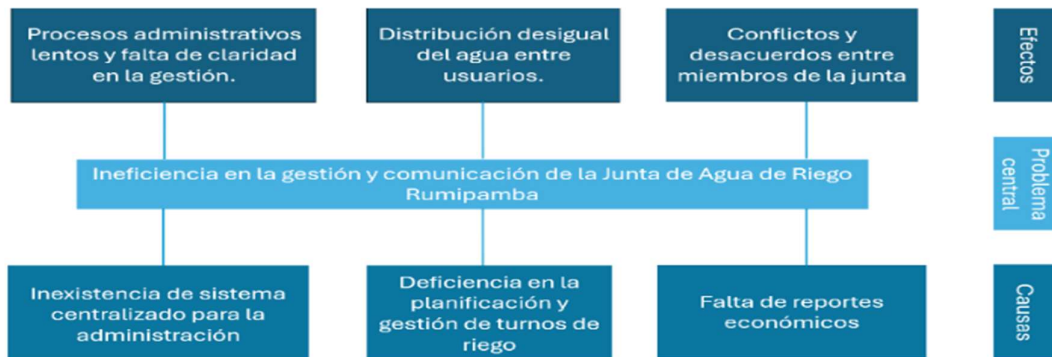 Procesos administrativos
lentos y falta de claridad
en la gestión.
Distribución desigual
del agua entre
usuarios.
Conflictos y
desacuerdos entre
miembros de la junta
Efectos
Ineficiencia en la gestión y comunicación de la Junta de Agua de Riego
Rumipamba
Problema
central
Inexistencia de sistema
centralizado para la
administración
Deficiencia en la
planificación y
gestión de turnos de
riego
Falta de reportes
económicos
Causas